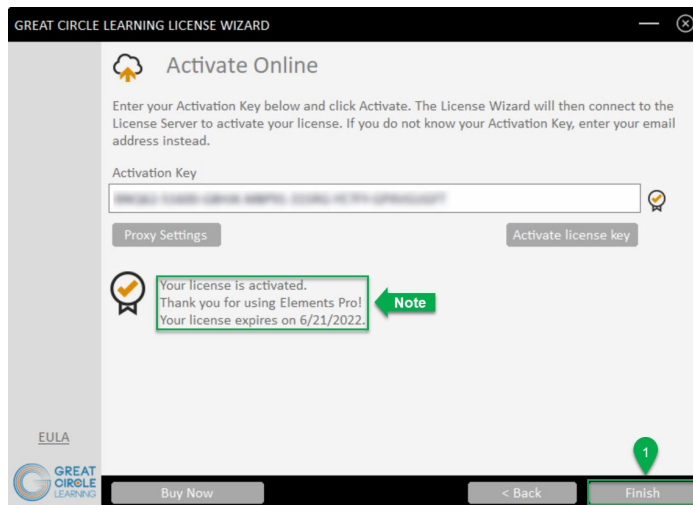 GREAT CIRCLE LEARNING LICENSE WIZARD
Activate Online
Enter your Activation Key below and click Activate. The License Wizard will then connect to the
License Server to activate your license. If you do not know your Activation Key, enter your email
address instead.
Activation Key
Proxy Settings
Activate license key
Your license is activated.
Thank you for using Elements Pro!
Your license expires on 6/21/2022.
Note
EULA
GREAT
CIRCLE
LEARNING
Buy Now
< Back
1
Finish